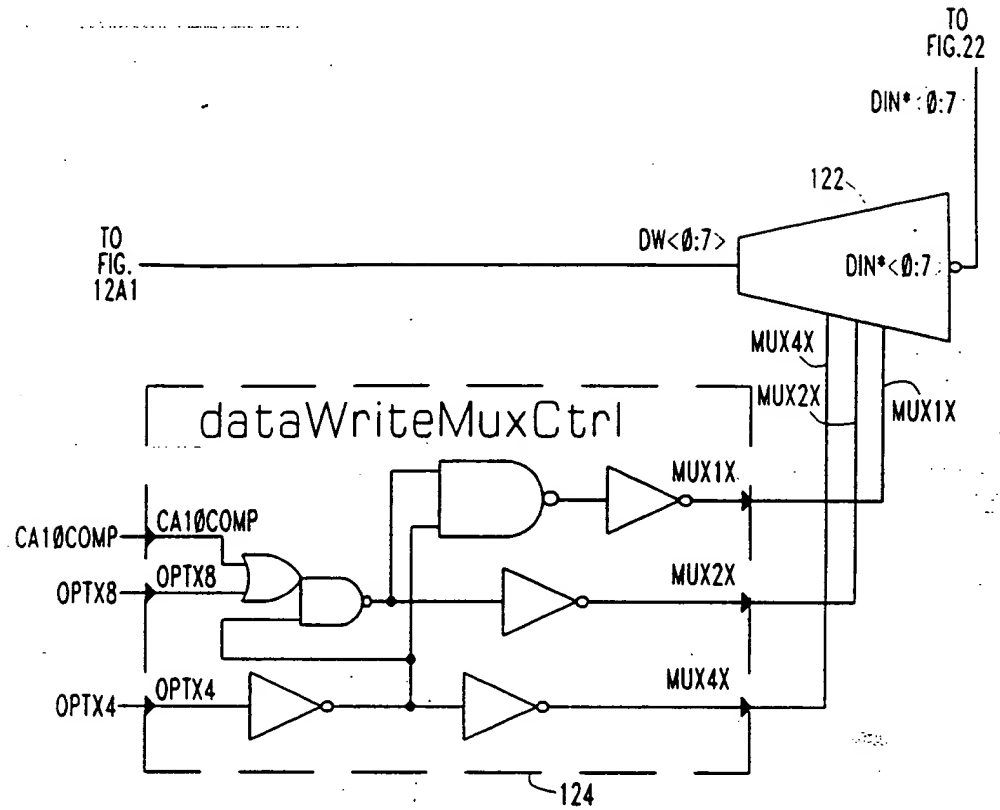 TO
FIG.22
DIN* :0:7
122
TO
FIG.
12A1
DW<0:7>
DIN*<0:7
MUX4X
MUX2X
MUX1X
dataWriteMuxCtrl
MUX1X
CA10COMP
CA10COMP
OPTX8
OPTX8
MUX2X
OPTX4
OPTX4
MUX4X
124